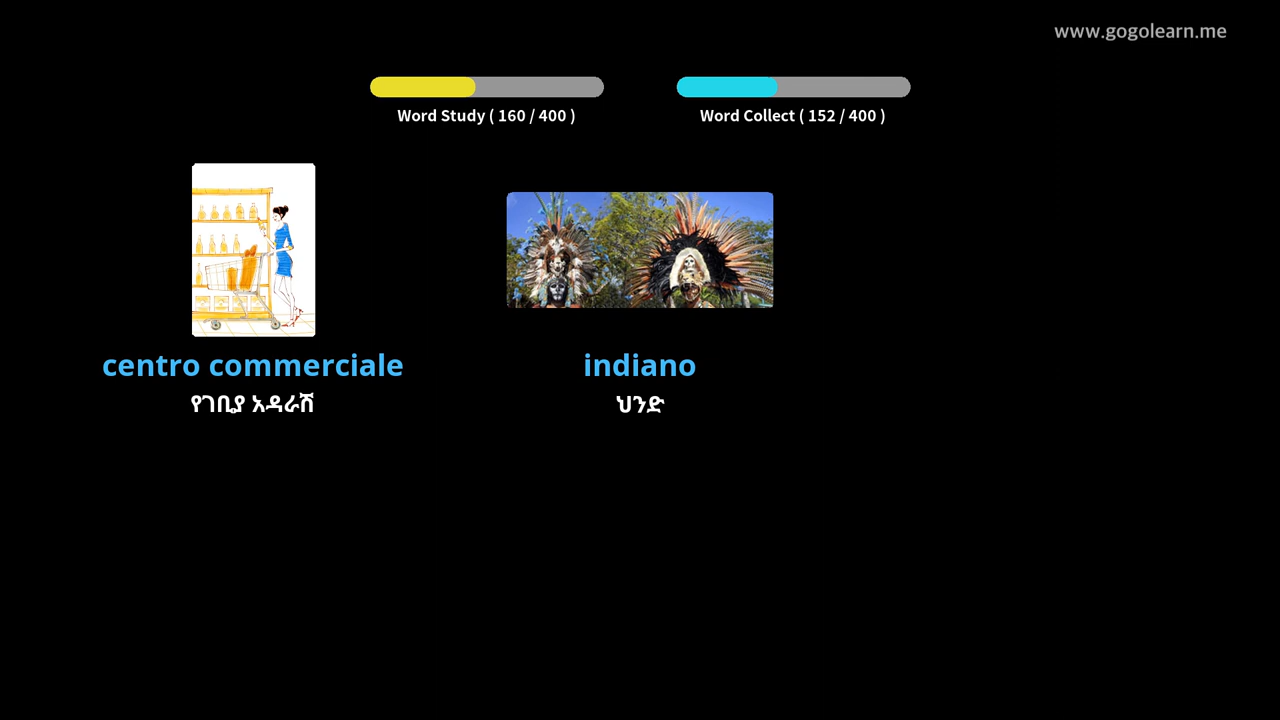 www.gogolearn.me
Word Study ( 160 / 400 )
Word Collect ( 152 / 400 )
centro commerciale
የገቢያ አዳራሽ
indiano
ህንድ